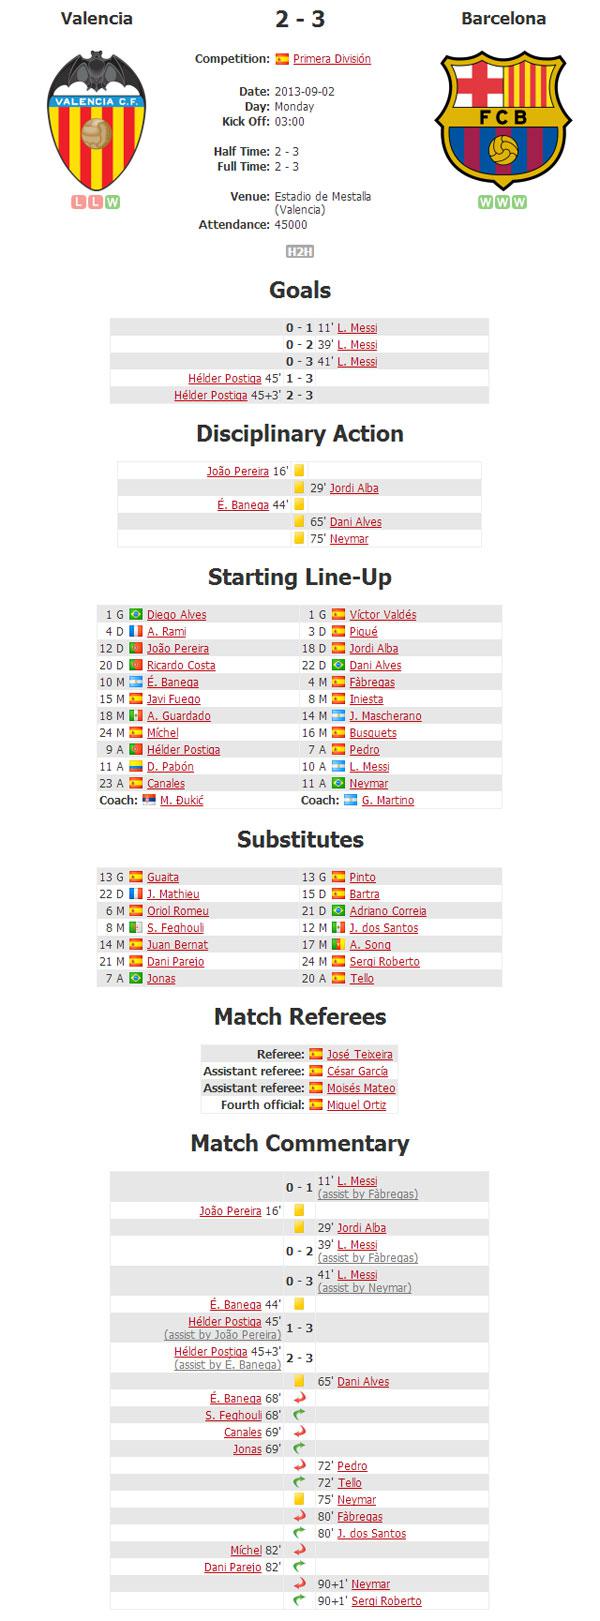 Valencia 2 - 3 Barcelona
Competition: Primera División
VALENCIA C.F.
FCB
Date: 2013-09-02
Day: Monday
Kick Off: 03:00
Half Time: 2 - 3
Full Time: 2 - 3
Venue: Estadio de Mestalla
(Valencia)
L L W
W W W
Attendance: 45000
H2H
Goals
0 - 1 11' L. Messi
0 - 2 39' L. Messi
0 - 3 41' L. Messi
Hélder Postiga 45' 1 - 3
Hélder Postiga 45+3' 2 - 3
Disciplinary Action
João Pereira 16'
29' Jordi Alba
É. Banega 44'
65' Dani Alves
75' Neymar
Starting Line-Up
1 G Diego Alves 1 G Víctor Valdés
4 D A. Rami 3 D Piqué
12 D João Pereira 18 D Jordi Alba
20 D Ricardo Costa 22 D Dani Alves
10 M É. Banega 4 M Fàbregas
15 M Javi Fuego 8 M Iniesta
18 M A. Guardado 14 M J. Mascherano
24 M Míchel 16 M Busquets
9 A Hélder Postiga 7 A Pedro
11 A D. Pabón 10 A L. Messi
23 A Canales 11 A Neymar
Coach: M. Đukić Coach: G. Martino
Substitutes
13 G Guaita 13 G Pinto
22 D J. Mathieu 15 D Bartra
6 M Oriol Romeu 21 D Adriano Correia
8 M S. Feghouli 12 M J. dos Santos
14 M Juan Bernat 17 M A. Song
21 M Dani Parejo 24 M Sergi Roberto
7 A Jonas 20 A Tello
Match Referees
Referee: José Teixeira
Assistant referee: César García
Assistant referee: Moisés Mateo
Fourth official: Miguel Ortiz
Match Commentary
0 - 1 11' L. Messi
(assist by Fàbregas)
João Pereira 16'
29' Jordi Alba
0 - 2 39' L. Messi
(assist by Fàbregas)
0 - 3 41' L. Messi
(assist by Neymar)
É. Banega 44'
Hélder Postiga 45' 1 - 3
(assist by João Pereira)
Hélder Postiga 45+3' 2 - 3
(assist by É. Banega)
65' Dani Alves
É. Banega 68'
S. Feghouli 68'
Canales 69'
Jonas 69'
72' Pedro
72' Tello
75' Neymar
80' Fàbregas
80' J. dos Santos
Míchel 82'
Dani Parejo 82'
90+1' Neymar
90+1' Sergi Roberto